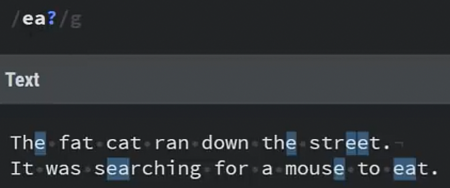 /ea?/g
Text
The fat cat ran down the street.
It was searching for a mouse to eat.